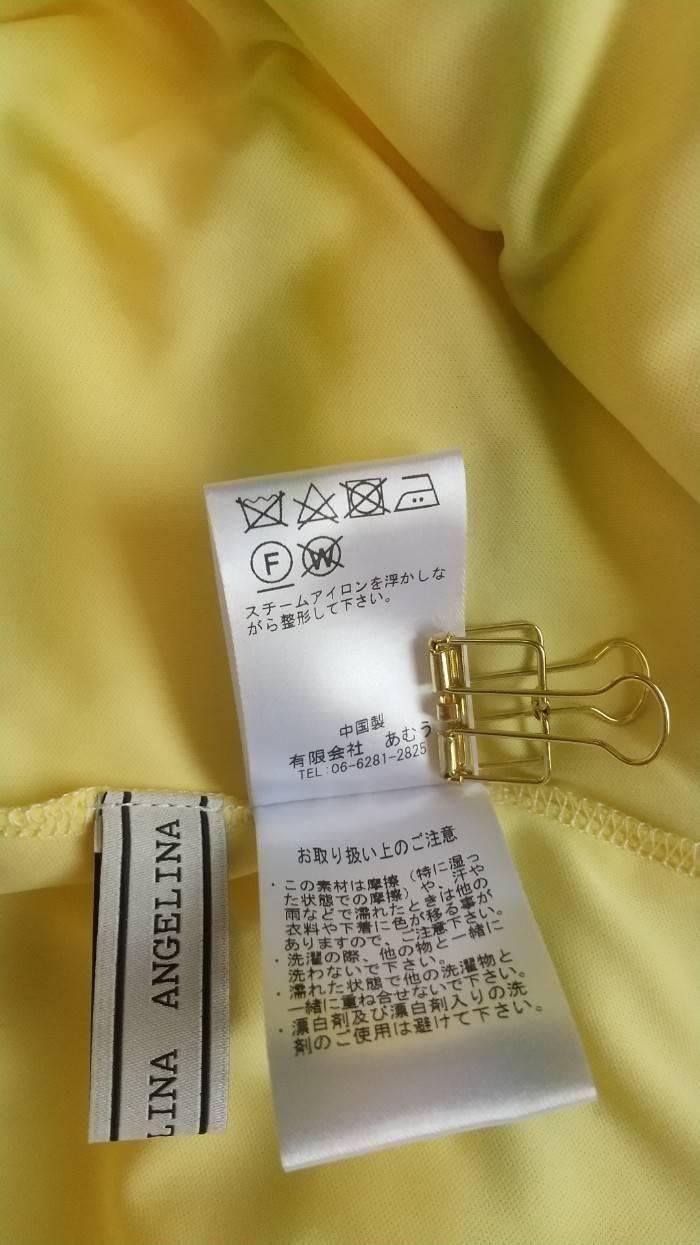 F
W
スチームアイロンを浮かしな
がら整形して下さい。
中国製
有限会社 あむう
TEL:06-6281-2825
お取り扱い上のご注意
・この素材は摩擦(特に湿っ
た状態での摩擦)や、汗や
雨などで濡れたときは他の
衣料や下着に色が移る事が
ありますので、ご注意下さい。
・洗濯の際、他の物と一緒に
洗わないで下さい。
・濡れた状態で他の洗濯物と
一緒に重ね合せないで下さい。
・漂白剤及び漂白剤入りの洗
剤のご使用は避けて下さい。
LINA ANGELINA